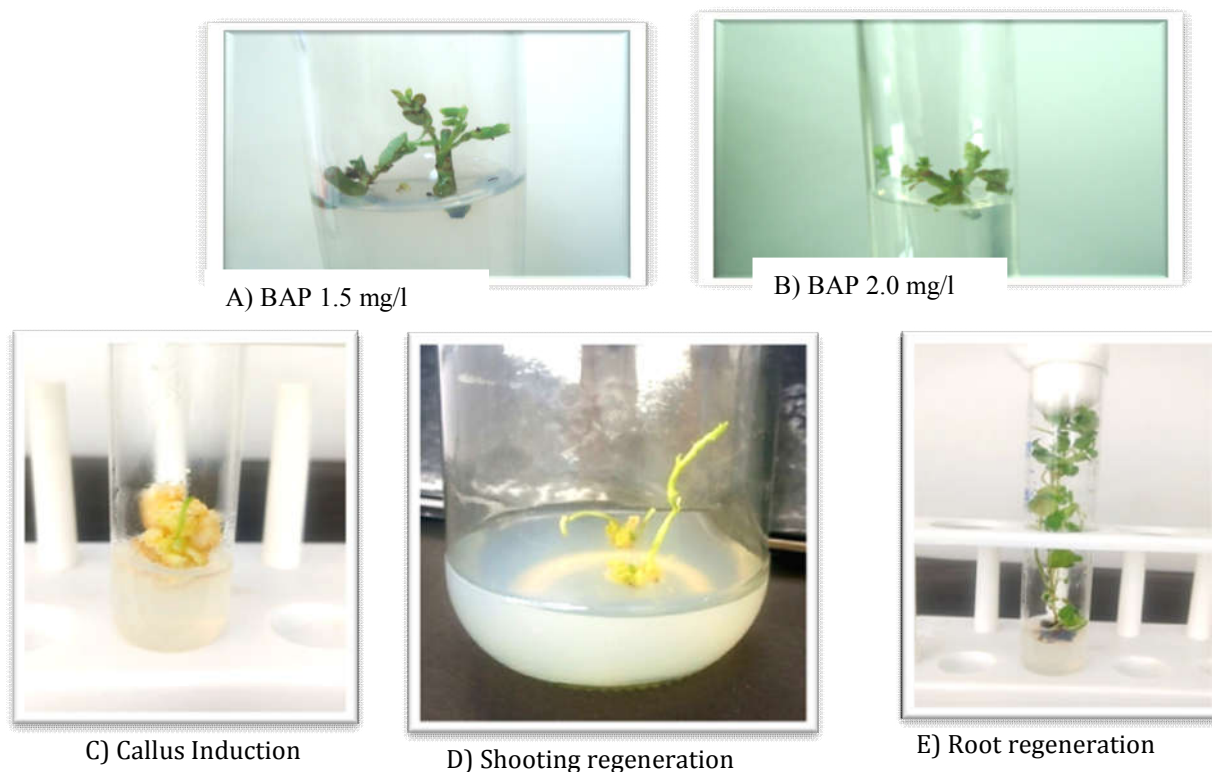 A) BAP 1.5 mg/l
B) BAP 2.0 mg/l
C) Callus Induction
D) Shooting regeneration
E) Root regeneration